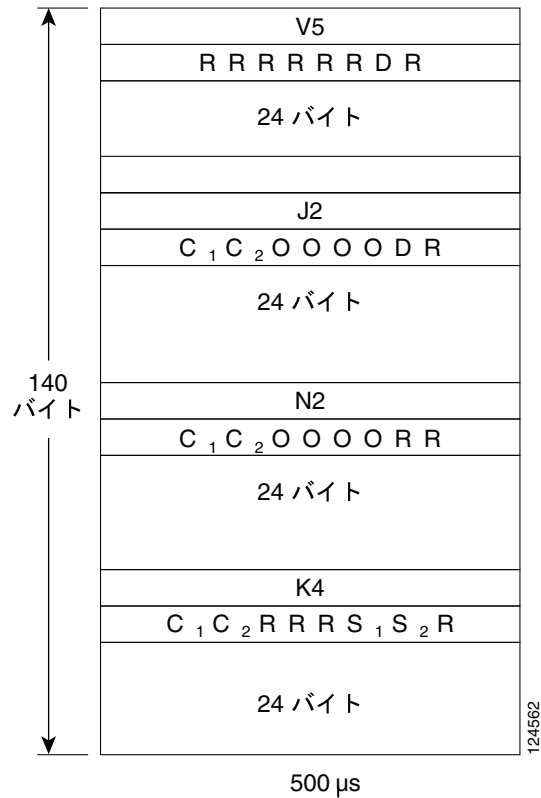 V5
R R R R R R D R
24 バイト
J2
C 1 C 2 O O O O D R
24 バイト
140
バイト
N2
C 1 C 2 O O O O R R
24 バイト
K4
C 1 C 2 R R R S 1 S 2 R
24 バイト
124562
500 µs